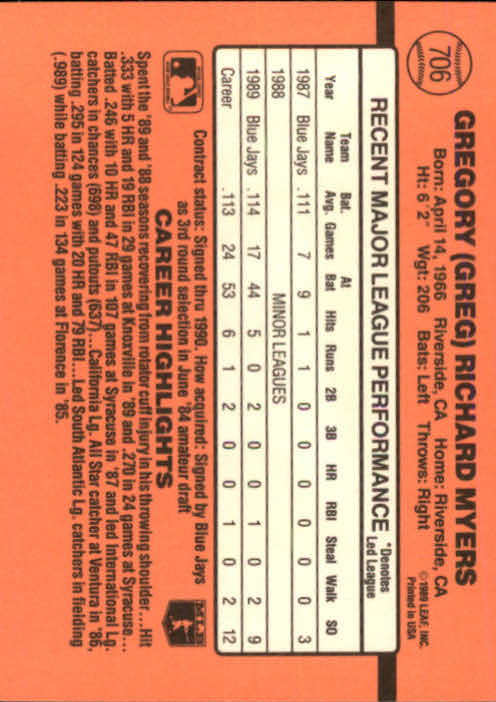 706
GREGORY (GREG) RICHARD MYERS
Born: April 14, 1966 Riverside, CA Home: Riverside, CA
Ht: 6'2" Wgt: 206 Bats: Left Throws: Right
© 1989 LEAF, INC.
Printed in USA
RECENT MAJOR LEAGUE PERFORMANCE *Denotes Led League
Year Team Name Bat. Avg. Games At Bat Hits Runs 2B 3B HR RBI Steal Walk SO
1987 Blue Jays .111 7 9 1 1 0 0 0 0 0 0 3
1988 MINOR LEAGUES
1989 Blue Jays .114 17 44 5 0 2 0 0 1 0 2 9
Career .113 24 53 6 1 2 0 0 1 0 2 12
Contract status: Signed thru 1990. How acquired: Signed by Blue Jays
as 3rd round selection in June '84 amateur draft
CAREER HIGHLIGHTS
MLB
Spent the '89 and '88 seasons recovering from rotator cuff injury in his throwing shoulder...Hit
.333 with 5 HR and 19 RBI in 29 games at Knoxville in '89 and .270 in 24 games at Syracuse...
Batted .246 with 10 HR and 47 RBI in 107 games at Syracuse in '87 and led International Lg.
catchers in chances (698) and putouts (637)...California Lg. All Star catcher at Ventura in '86,
batting .295 in 124 games with 20 HR and 79 RBI...Led South Atlantic Lg. catchers in fielding
(.989) while batting .223 in 134 games at Florence in '85.